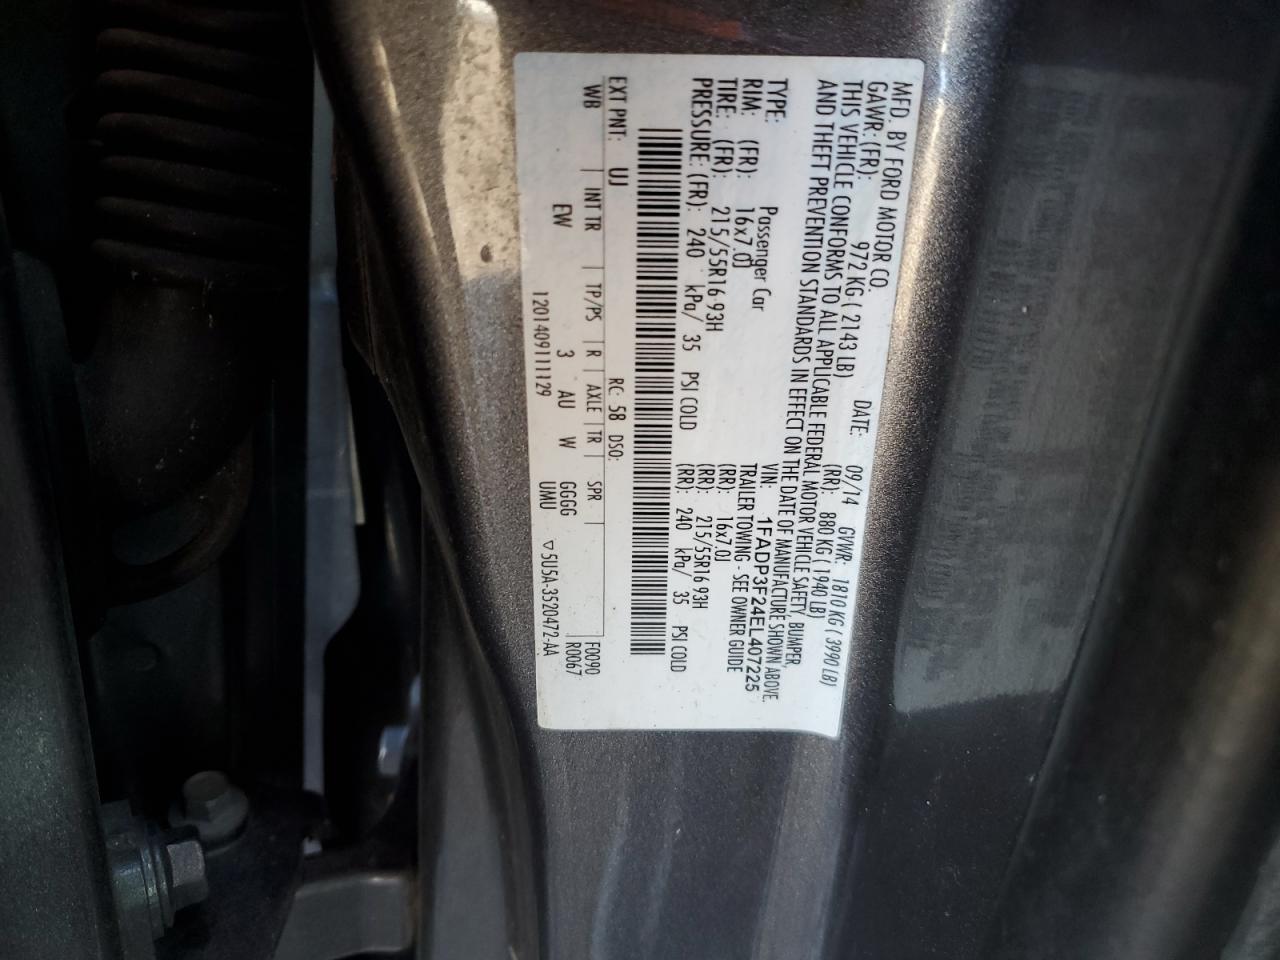 MFD. BY FORD MOTOR CO.
DATE: 09/14 GVWR: 1810 KG ( 3990 LB)
GAWR: (FR): 972 KG ( 2143 LB) (RR): 880 KG ( 1940 LB)
THIS VEHICLE CONFORMS TO ALL APPLICABLE FEDERAL MOTOR VEHICLE SAFETY, BUMPER,
AND THEFT PREVENTION STANDARDS IN EFFECT ON THE DATE OF MANUFACTURE SHOWN ABOVE.
VIN: 1FADP3F24EL407225
TYPE: Passenger Car TRAILER TOWING - SEE OWNER GUIDE
RIM: (FR): 16x7.0J (RR): 16x7.0J
TIRE: (FR): 215/55R16 93H (RR): 215/55R16 93H
PRESSURE: (FR): 240 kPa/ 35 PSI COLD (RR): 240 kPa/ 35 PSI COLD
EXT PNT: UJ RC: 58 DSO:
WB INT TR TP/PS R AXLE TR SPR F0090
EW 3 AU W GGGG R0067
UMU
1201409111129 ▽5U5A-3520472-AA